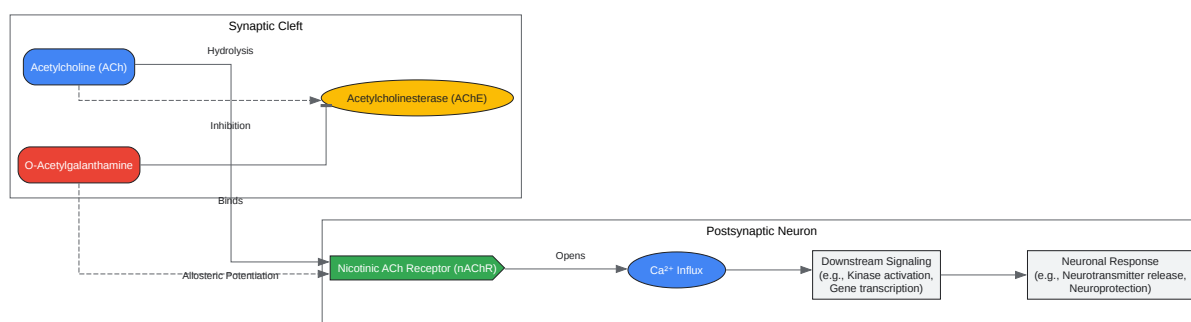 Synaptic Cleft
Hydrolysis
Acetylcholine (ACh)
Acetylcholinesterase (AChE)
Inhibition
O-Acetylgalanthamine
Binds
Postsynaptic Neuron
Nicotinic ACh Receptor (nAChR)
Allosteric Potentiation
Opens
Ca²⁺ Influx
Downstream Signaling
(e.g., Kinase activation,
Gene transcription)
Neuronal Response
(e.g., Neurotransmitter release,
Neuroprotection)